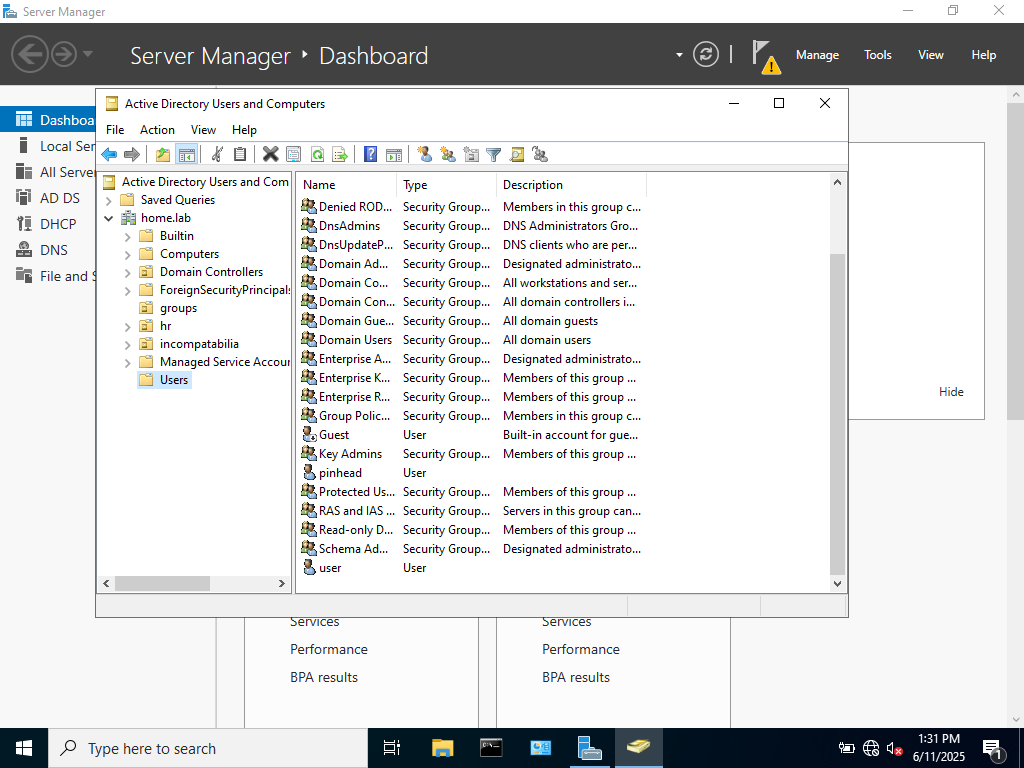 Server Manager
Server Manager ‣ Dashboard
Manage Tools View Help
Dashboa
Local Ser
All Server
AD DS
DHCP
DNS
File and S
Active Directory Users and Computers
File Action View Help
Active Directory Users and Com
Saved Queries
home.lab
Builtin
Computers
Domain Controllers
ForeignSecurityPrincipals
groups
hr
incompatabilia
Managed Service Accour
Users
Name Type Description
Denied ROD... Security Group... Members in this group c...
DnsAdmins Security Group... DNS Administrators Gro...
DnsUpdateP... Security Group... DNS clients who are per...
Domain Ad... Security Group... Designated administrato...
Domain Co... Security Group... All workstations and ser...
Domain Con... Security Group... All domain controllers i...
Domain Gue... Security Group... All domain guests
Domain Users Security Group... All domain users
Enterprise A... Security Group... Designated administrato...
Enterprise K... Security Group... Members of this group ...
Enterprise R... Security Group... Members of this group ...
Group Polic... Security Group... Members in this group c...
Guest User Built-in account for gue...
Key Admins Security Group... Members of this group ...
pinhead User
Protected Us... Security Group... Members of this group ...
RAS and IAS ... Security Group... Servers in this group can...
Read-only D... Security Group... Members of this group ...
Schema Ad... Security Group... Designated administrato...
user User
Hide
Services Services
Performance Performance
BPA results BPA results
Type here to search
1:31 PM
6/11/2025
1